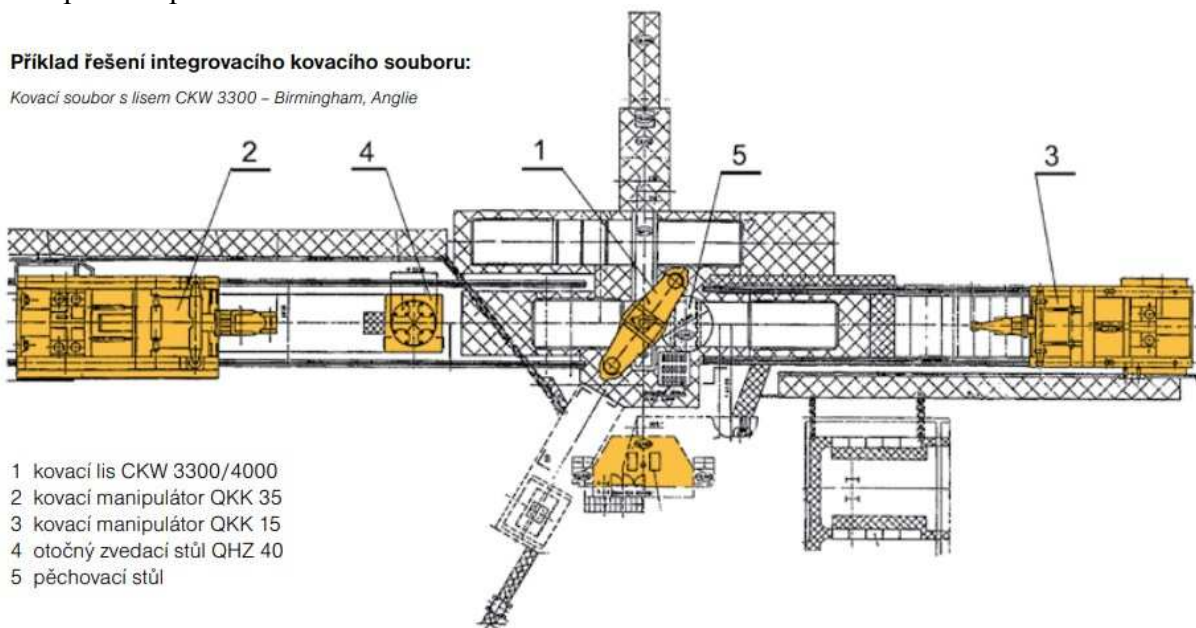 Příklad řešení integrovacího kovacího souboru:
Kovací soubor s lisem CKW 3300 – Birmingham, Anglie
2
4
1
5
3
1 kovací lis CKW 3300/4000
2 kovací manipulátor QKK 35
3 kovací manipulátor QKK 15
4 otočný zvedací stůl QHZ 40
5 pěchovací stůl